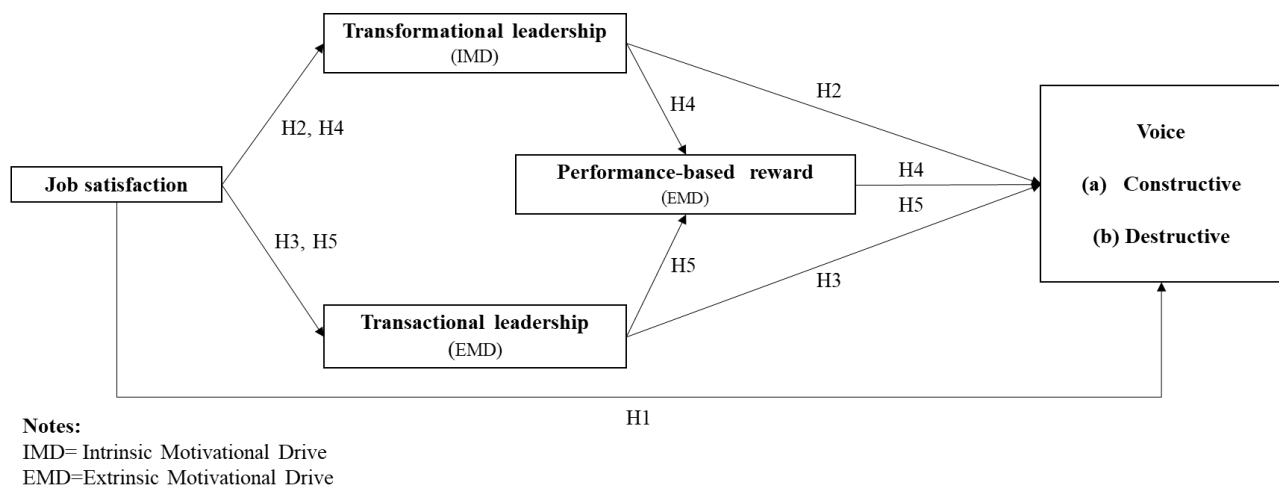 Transformational leadership
(IMD)
H2
H4
H2, H4
Voice
Performance-based reward
(EMD)
H4
Job satisfaction
(a) Constructive
H5
(b) Destructive
H3, H5
H5
H3
Transactional leadership
(EMD)
H1
Notes:
IMD= Intrinsic Motivational Drive
EMD=Extrinsic Motivational Drive